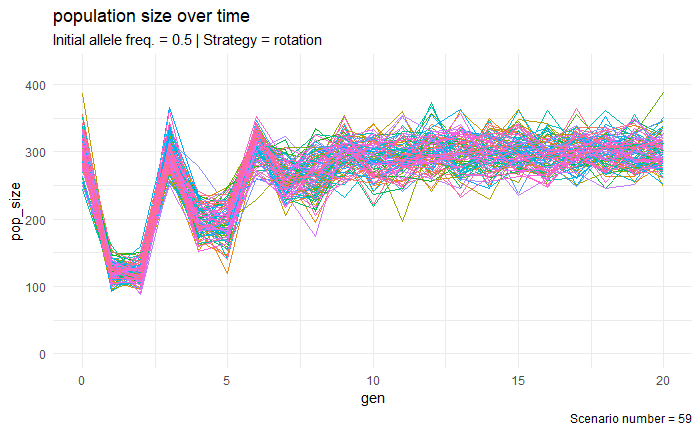 population size over time
Initial allele freq. = 0.5 | Strategy = rotation
400
300
200
100
0
pop_size
0 5 10 15 20
gen
Scenario number = 59